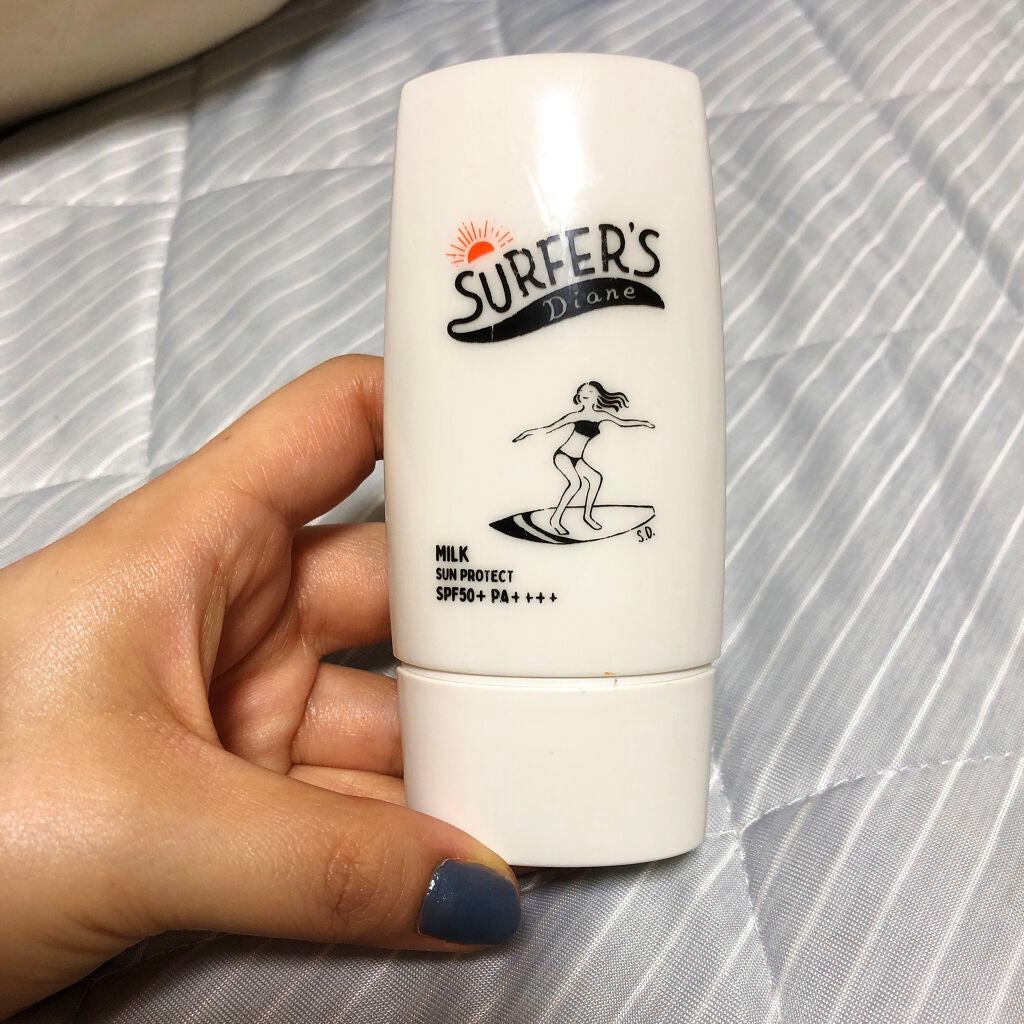 SURFER'S
Diane
S.D.
MILK
SUN PROTECT
SPF50+ PA++++